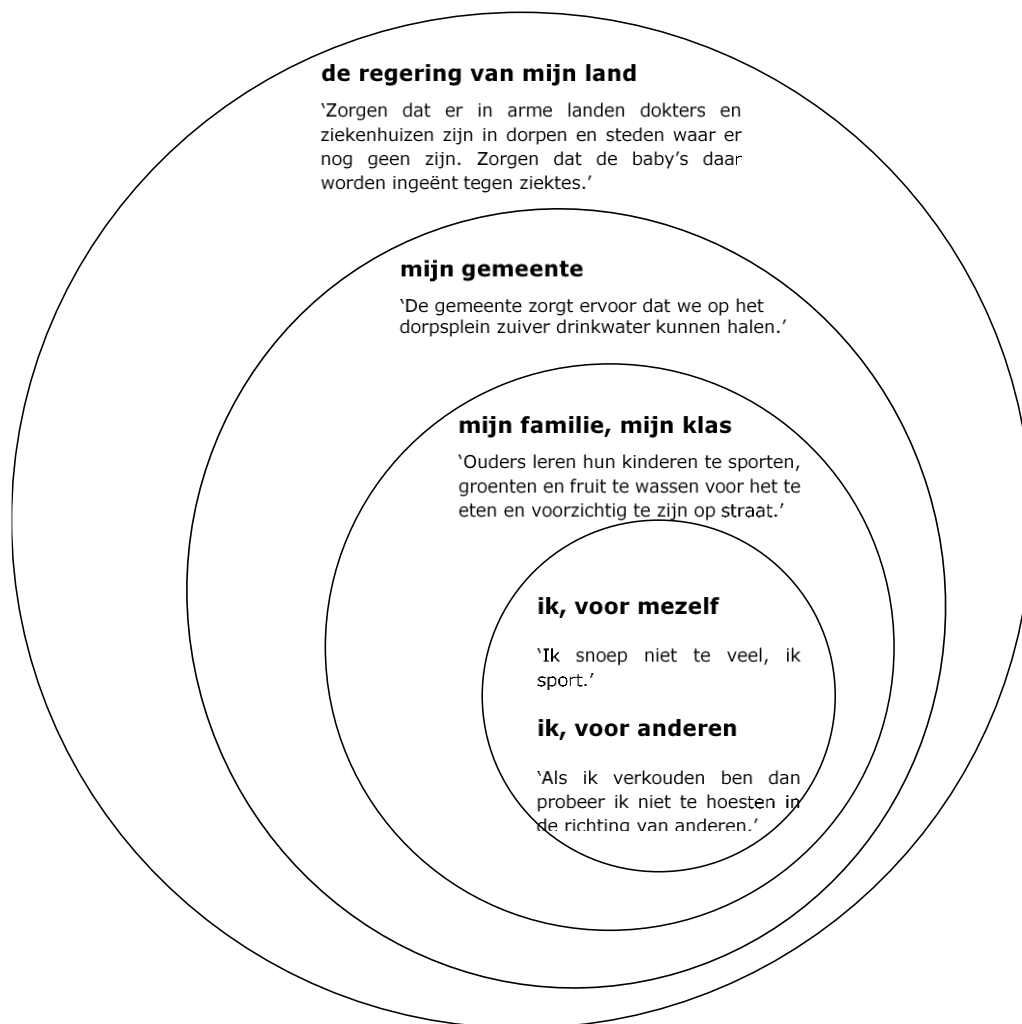 de regering van mijn land
‘Zorgen dat er in arme landen dokters en
ziekenhuizen zijn in dorpen en steden waar er
nog geen zijn. Zorgen dat de baby’s daar
worden ingeënt tegen ziektes.’
mijn gemeente
‘De gemeente zorgt ervoor dat we op het
dorpsplein zuiver drinkwater kunnen halen.’
mijn familie, mijn klas
‘Ouders leren hun kinderen te sporten,
groenten en fruit te wassen voor het te
eten en voorzichtig te zijn op straat.’
ik, voor mezelf
‘Ik snoep niet te veel, ik
sport.’
ik, voor anderen
‘Als ik verkouden ben dan
probeer ik niet te hoesten in
de richting van anderen.’